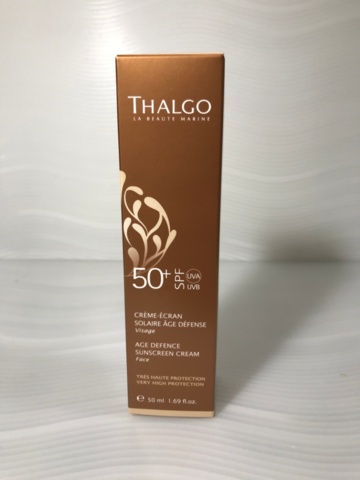 THALGO
LA BEAUTÉ MARINE
50+ SPF UVA UVB
CRÈME-ÉCRAN
SOLAIRE ÂGE DÉFENSE
Visage
AGE DEFENCE
SUNSCREEN CREAM
Face
TRÈS HAUTE PROTECTION
VERY HIGH PROTECTION
e 50 ml 1.69 fl.oz.